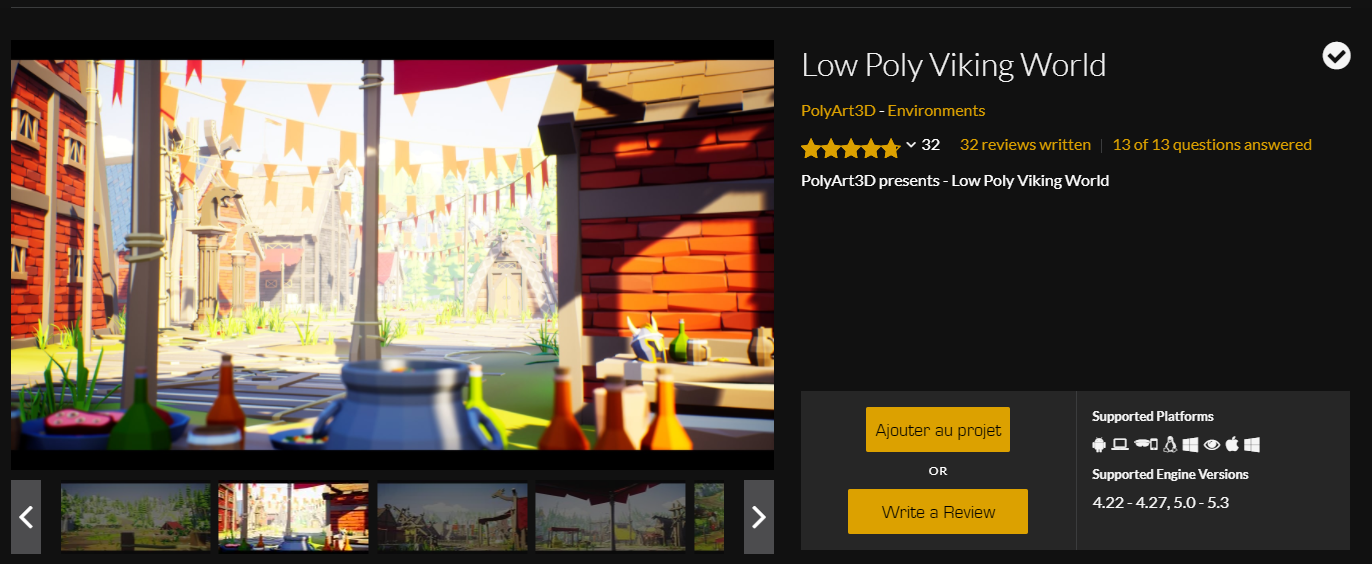 Low Poly Viking World
PolyArt3D - Environments
32 32 reviews written | 13 of 13 questions answered
PolyArt3D presents - Low Poly Viking World
Ajouter au projet
OR
Write a Review
Supported Platforms
Supported Engine Versions
4.22 - 4.27, 5.0 - 5.3